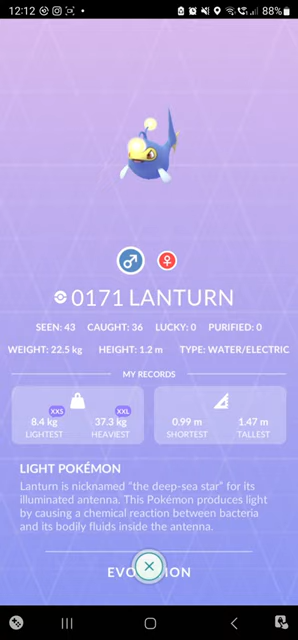 12:12 88%
0171 LANTURN
SEEN: 43 CAUGHT: 36 LUCKY: 0 PURIFIED: 0
WEIGHT: 22.5 kg HEIGHT: 1.2 m TYPE: WATER/ELECTRIC
MY RECORDS
XXS XXL
8.4 kg 37.3 kg 0.99 m 1.47 m
LIGHTEST HEAVIEST SHORTEST TALLEST
LIGHT POKÉMON
Lanturn is nicknamed “the deep-sea star” for its
illuminated antenna. This Pokémon produces light
by causing a chemical reaction between bacteria
and its bodily fluids inside the antenna.